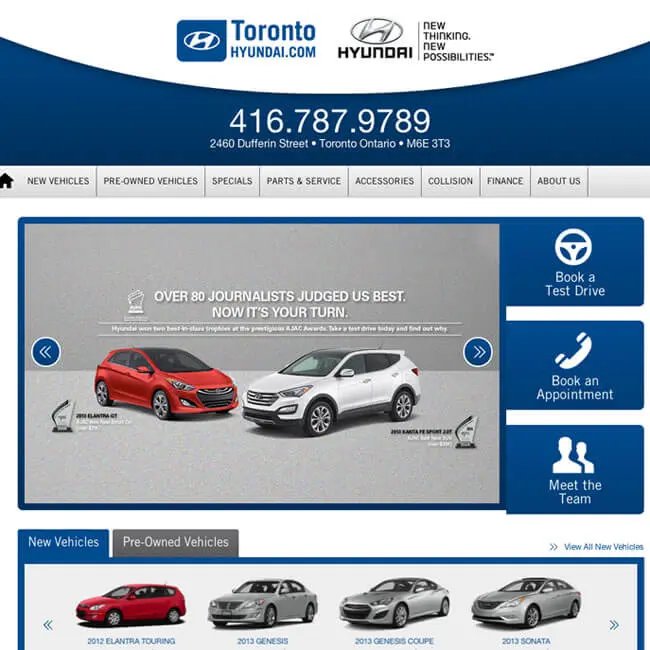 Toronto
HYUNDAI.COM
HYUNDAI
NEW
THINKING.
NEW
POSSIBILITIES.™
416.787.9789
2460 Dufferin Street • Toronto Ontario • M6E 3T3
NEW VEHICLES PRE-OWNED VEHICLES SPECIALS PARTS & SERVICE ACCESSORIES COLLISION FINANCE ABOUT US
OVER 80 JOURNALISTS JUDGED US BEST.
NOW IT'S YOUR TURN.
Hyundai won two best-in-class trophies at the prestigious AJAC Awards. Take a test drive today and find out why.
2013 ELANTRA GT
2013 SANTA FE SPORT 2.0T
Book a
Test Drive
Book an
Appointment
Meet the
Team
New Vehicles Pre-Owned Vehicles
View All New Vehicles
2012 ELANTRA TOURING 2013 GENESIS 2013 GENESIS COUPE 2013 SONATA